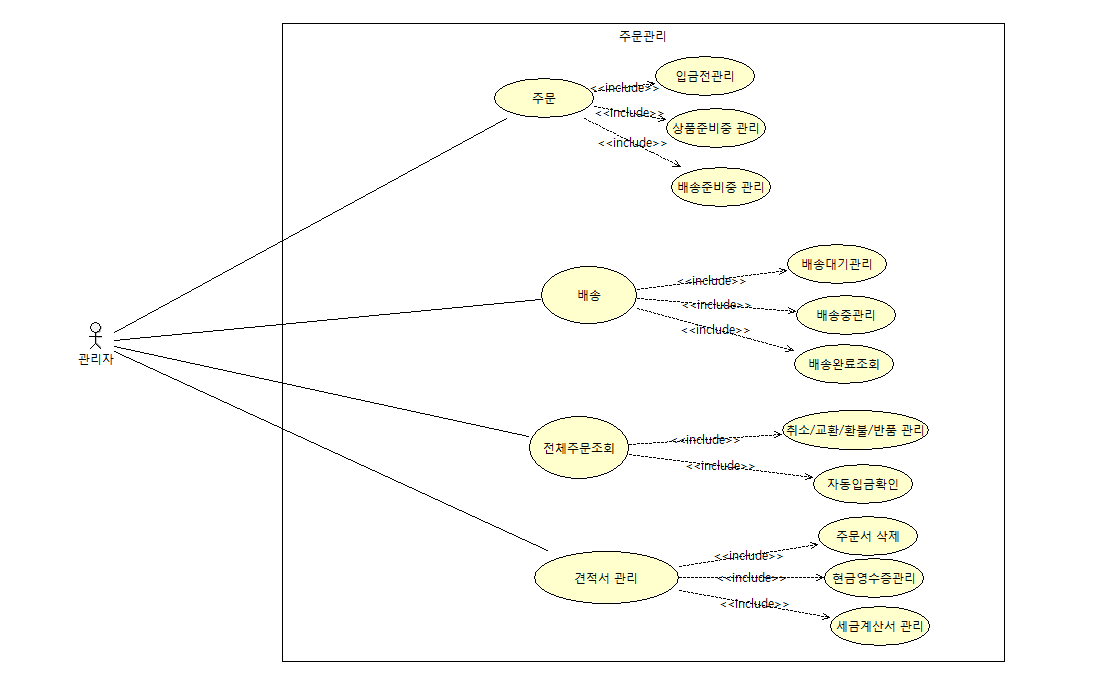 주문관리
입금전관리
<<include>>
주문
<<include>>
상품준비중 관리
<<include>>
배송준비중 관리
배송대기관리
<<include>>
배송
<<include>>
배송중관리
<<include>>
배송완료조회
관리자
취소/교환/환불/반품 관리
<<include>>
전체주문조회
<<include>>
자동입금확인
주문서 삭제
<<include>>
견적서 관리
<<include>>
현금영수증관리
<<include>>
세금계산서 관리